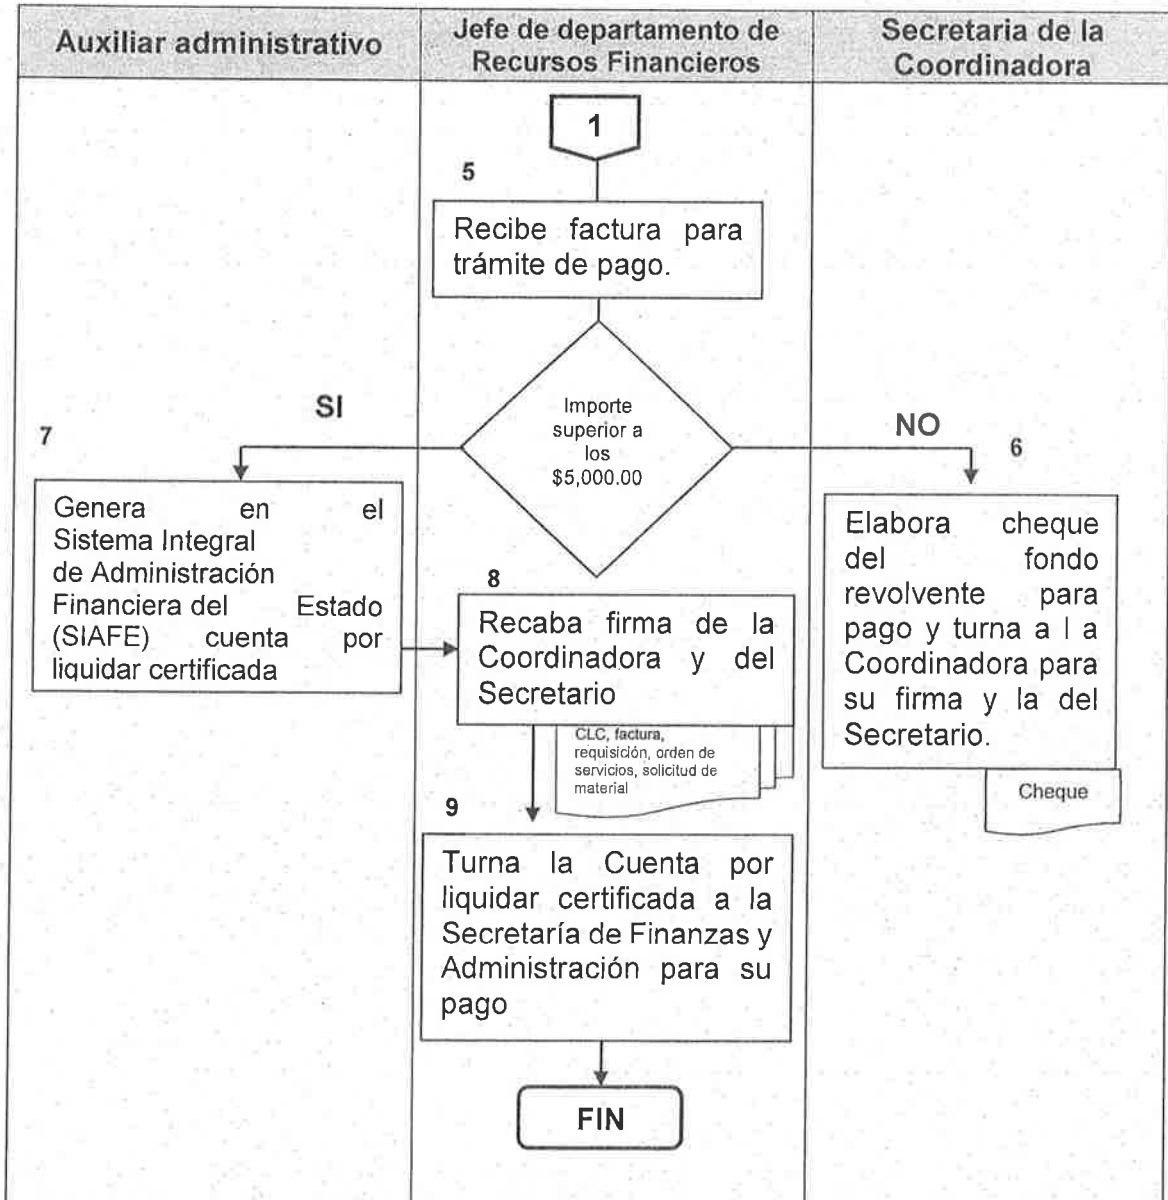 Auxiliar administrativo
Jefe de departamento de
Recursos Financieros
Secretaria de la
Coordinadora
1
5
Recibe factura para
trámite de pago.
Importe
superior a
los
$5,000.00
SI
NO
7
Genera en el
Sistema Integral
de Administración
Financiera del Estado
(SIAFE) cuenta por
liquidar certificada
6
Elabora cheque
del fondo
revolvente para
pago y turna a l a
Coordinadora para
su firma y la del
Secretario.
Cheque
8
Recaba firma de la
Coordinadora y del
Secretario
CLC, factura,
requisición, orden de
servicios, solicitud de
material
9
Turna la Cuenta por
liquidar certificada a la
Secretaría de Finanzas y
Administración para su
pago
FIN